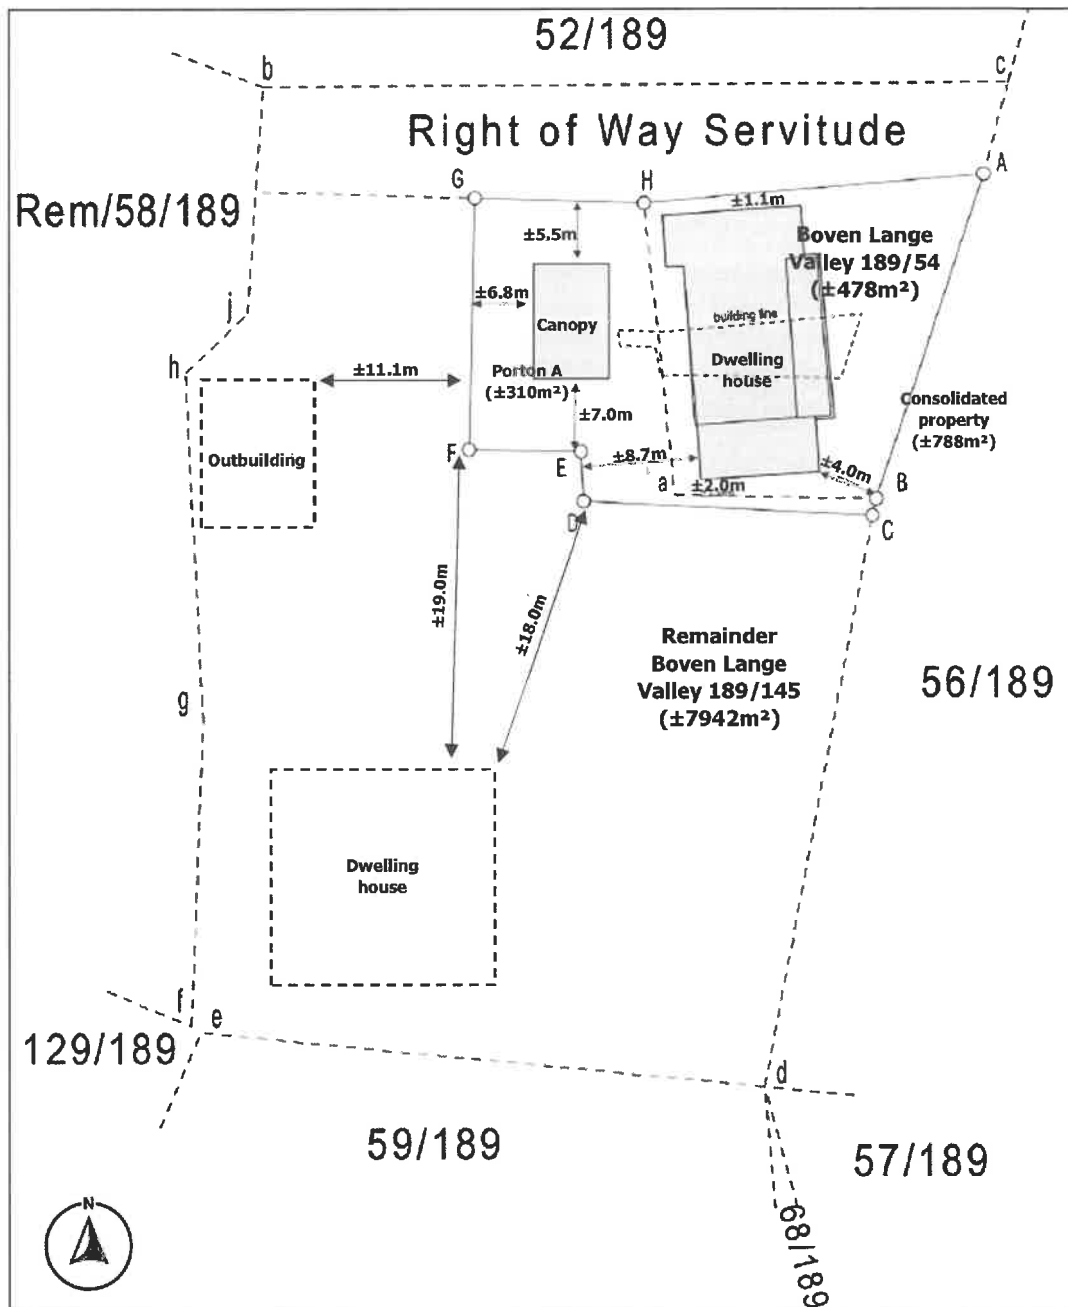 52/189
b
c
Right of Way Servitude
A
G
H
Rem/58/189
±1.1m
±5.5m
Boven Lange
Valley 189/54
(±478m²)
±6.8m
j
building line
Canopy
h
±11.1m
Porton A
(±310m²)
Dwelling
house
Consolidated
property
(±788m²)
±7.0m
F
E
±8.7m
Outbuilding
±4.0m
a
±2.0m
B
D
C
±19.0m
±18.0m
Remainder
Boven Lange
Valley 189/145
(±7942m²)
56/189
g
Dwelling
house
f
e
129/189
d
59/189
57/189
68/189
N